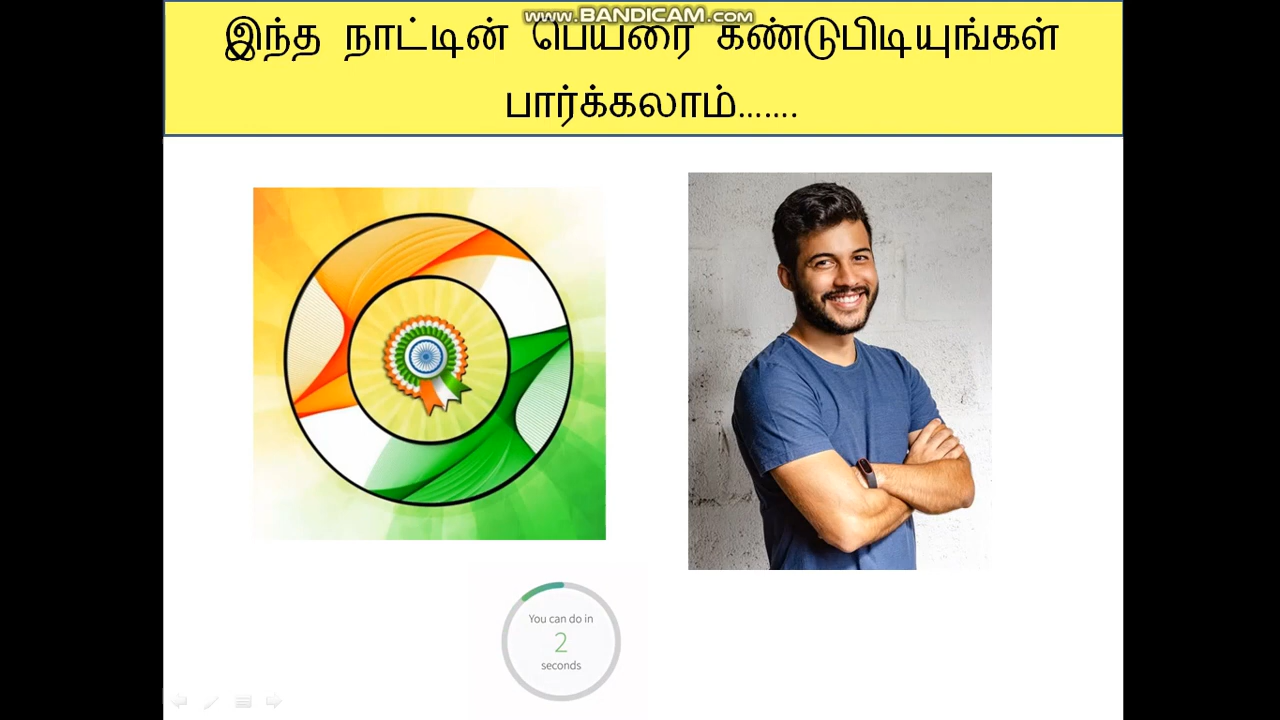 www.BANDICAM.com
இந்த நாட்டின் பெயரை கண்டுபிடியுங்கள்
பார்க்கலாம்.......
You can do in
2
seconds